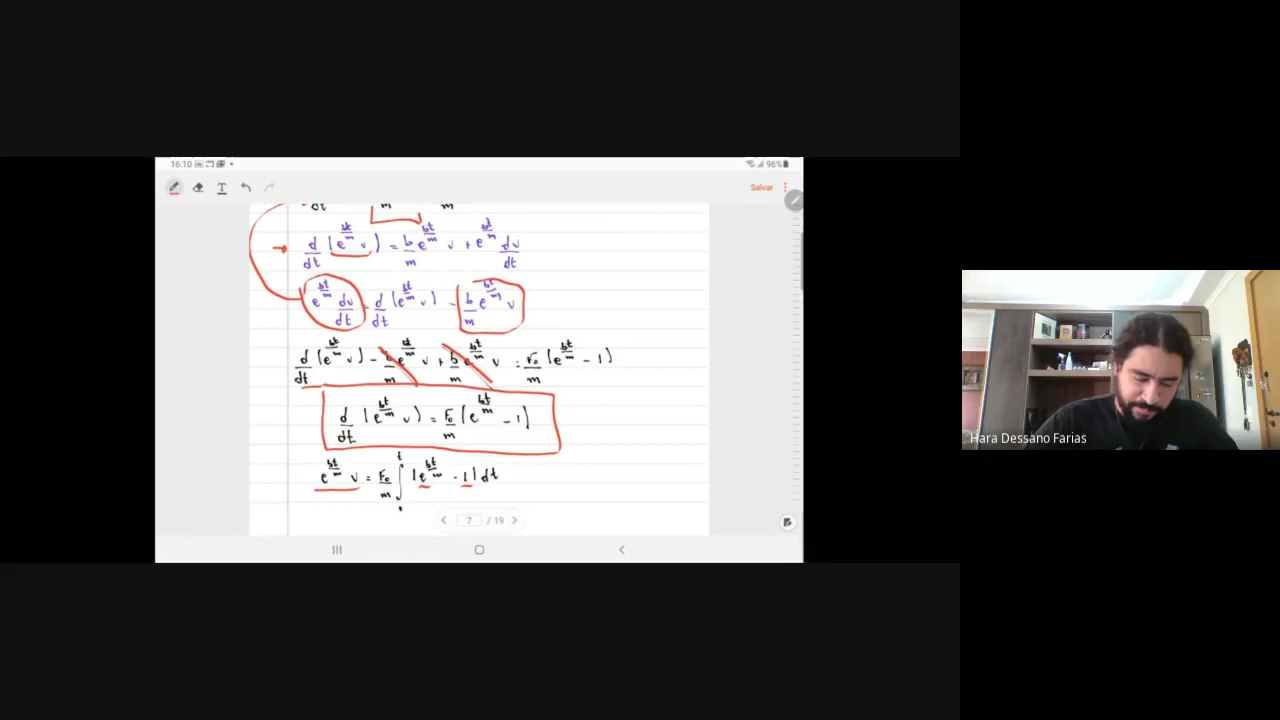 16.10
96%
Salvar
dt m m
d/dt (e^{bt/m} v) = b/m e^{bt/m} v + e^{bt/m} dv/dt
e^{bt/m} dv/dt = d/dt (e^{bt/m} v) - b/m e^{bt/m} v
d/dt (e^{bt/m} v) - b/m e^{bt/m} v + b/m e^{bt/m} v = F₀/m (e^{bt/m} - 1)
d/dt (e^{bt/m} v) = F₀/m (e^{bt/m} - 1)
e^{bt/m} v = F₀/m ∫₀^t (e^{bt/m} - 1) dt
7 / 19
Hara Dessano Farias